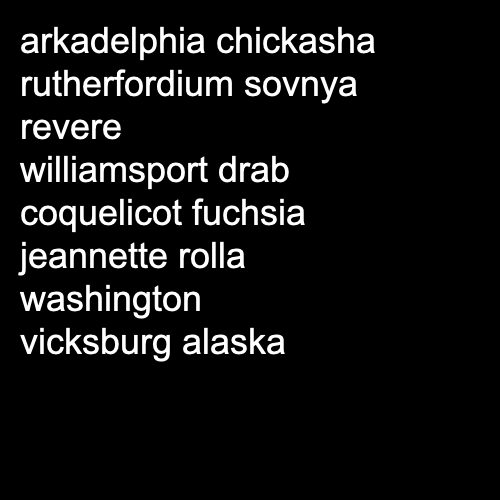 arkadelphia chickasha
rutherfordium sovnya
revere
williamsport drab
coquelicot fuchsia
jeannette rolla
washington
vicksburg alaska